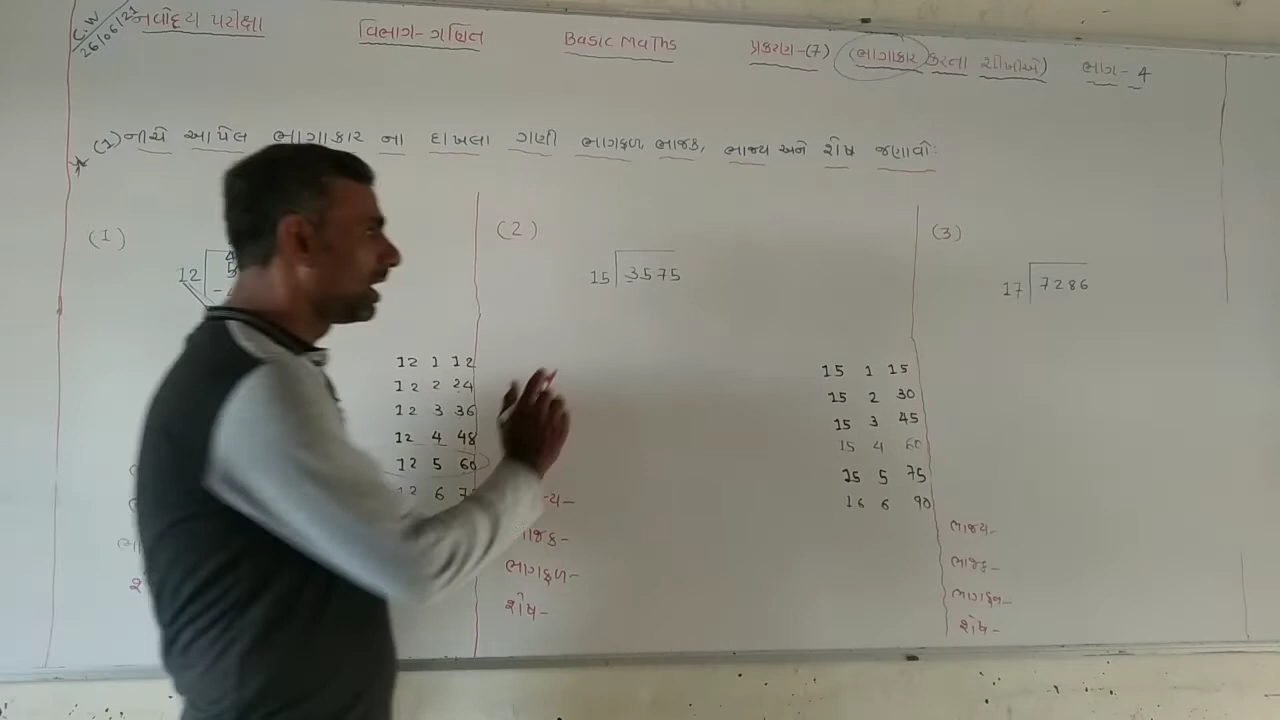 C.W
26/06/21
નવોદય પરીક્ષા વિભાગ-ગણિત Basic Maths પ્રકરણ-(7) (ભાગાકાર કરતા શીખીએ) ભાગ- 4
* (1) નીચે આપેલ ભાગાકાર ના દાખલા ગણી ભાગફળ, ભાજક, ભાજ્ય અને શેષ જણાવો:
(1)
12
12 1 12
12 2 24
12 3 36
12 4 48
12 5 60
12 6
(2)
15 3575
15 1 15
15 2 30
15 3 45
15 4 60
15 5 75
16 6 90
ભાગફળ-
શેષ-
(3)
17 7286
ભાજ્ય-
ભાજક-
ભાગફળ-
શેષ-